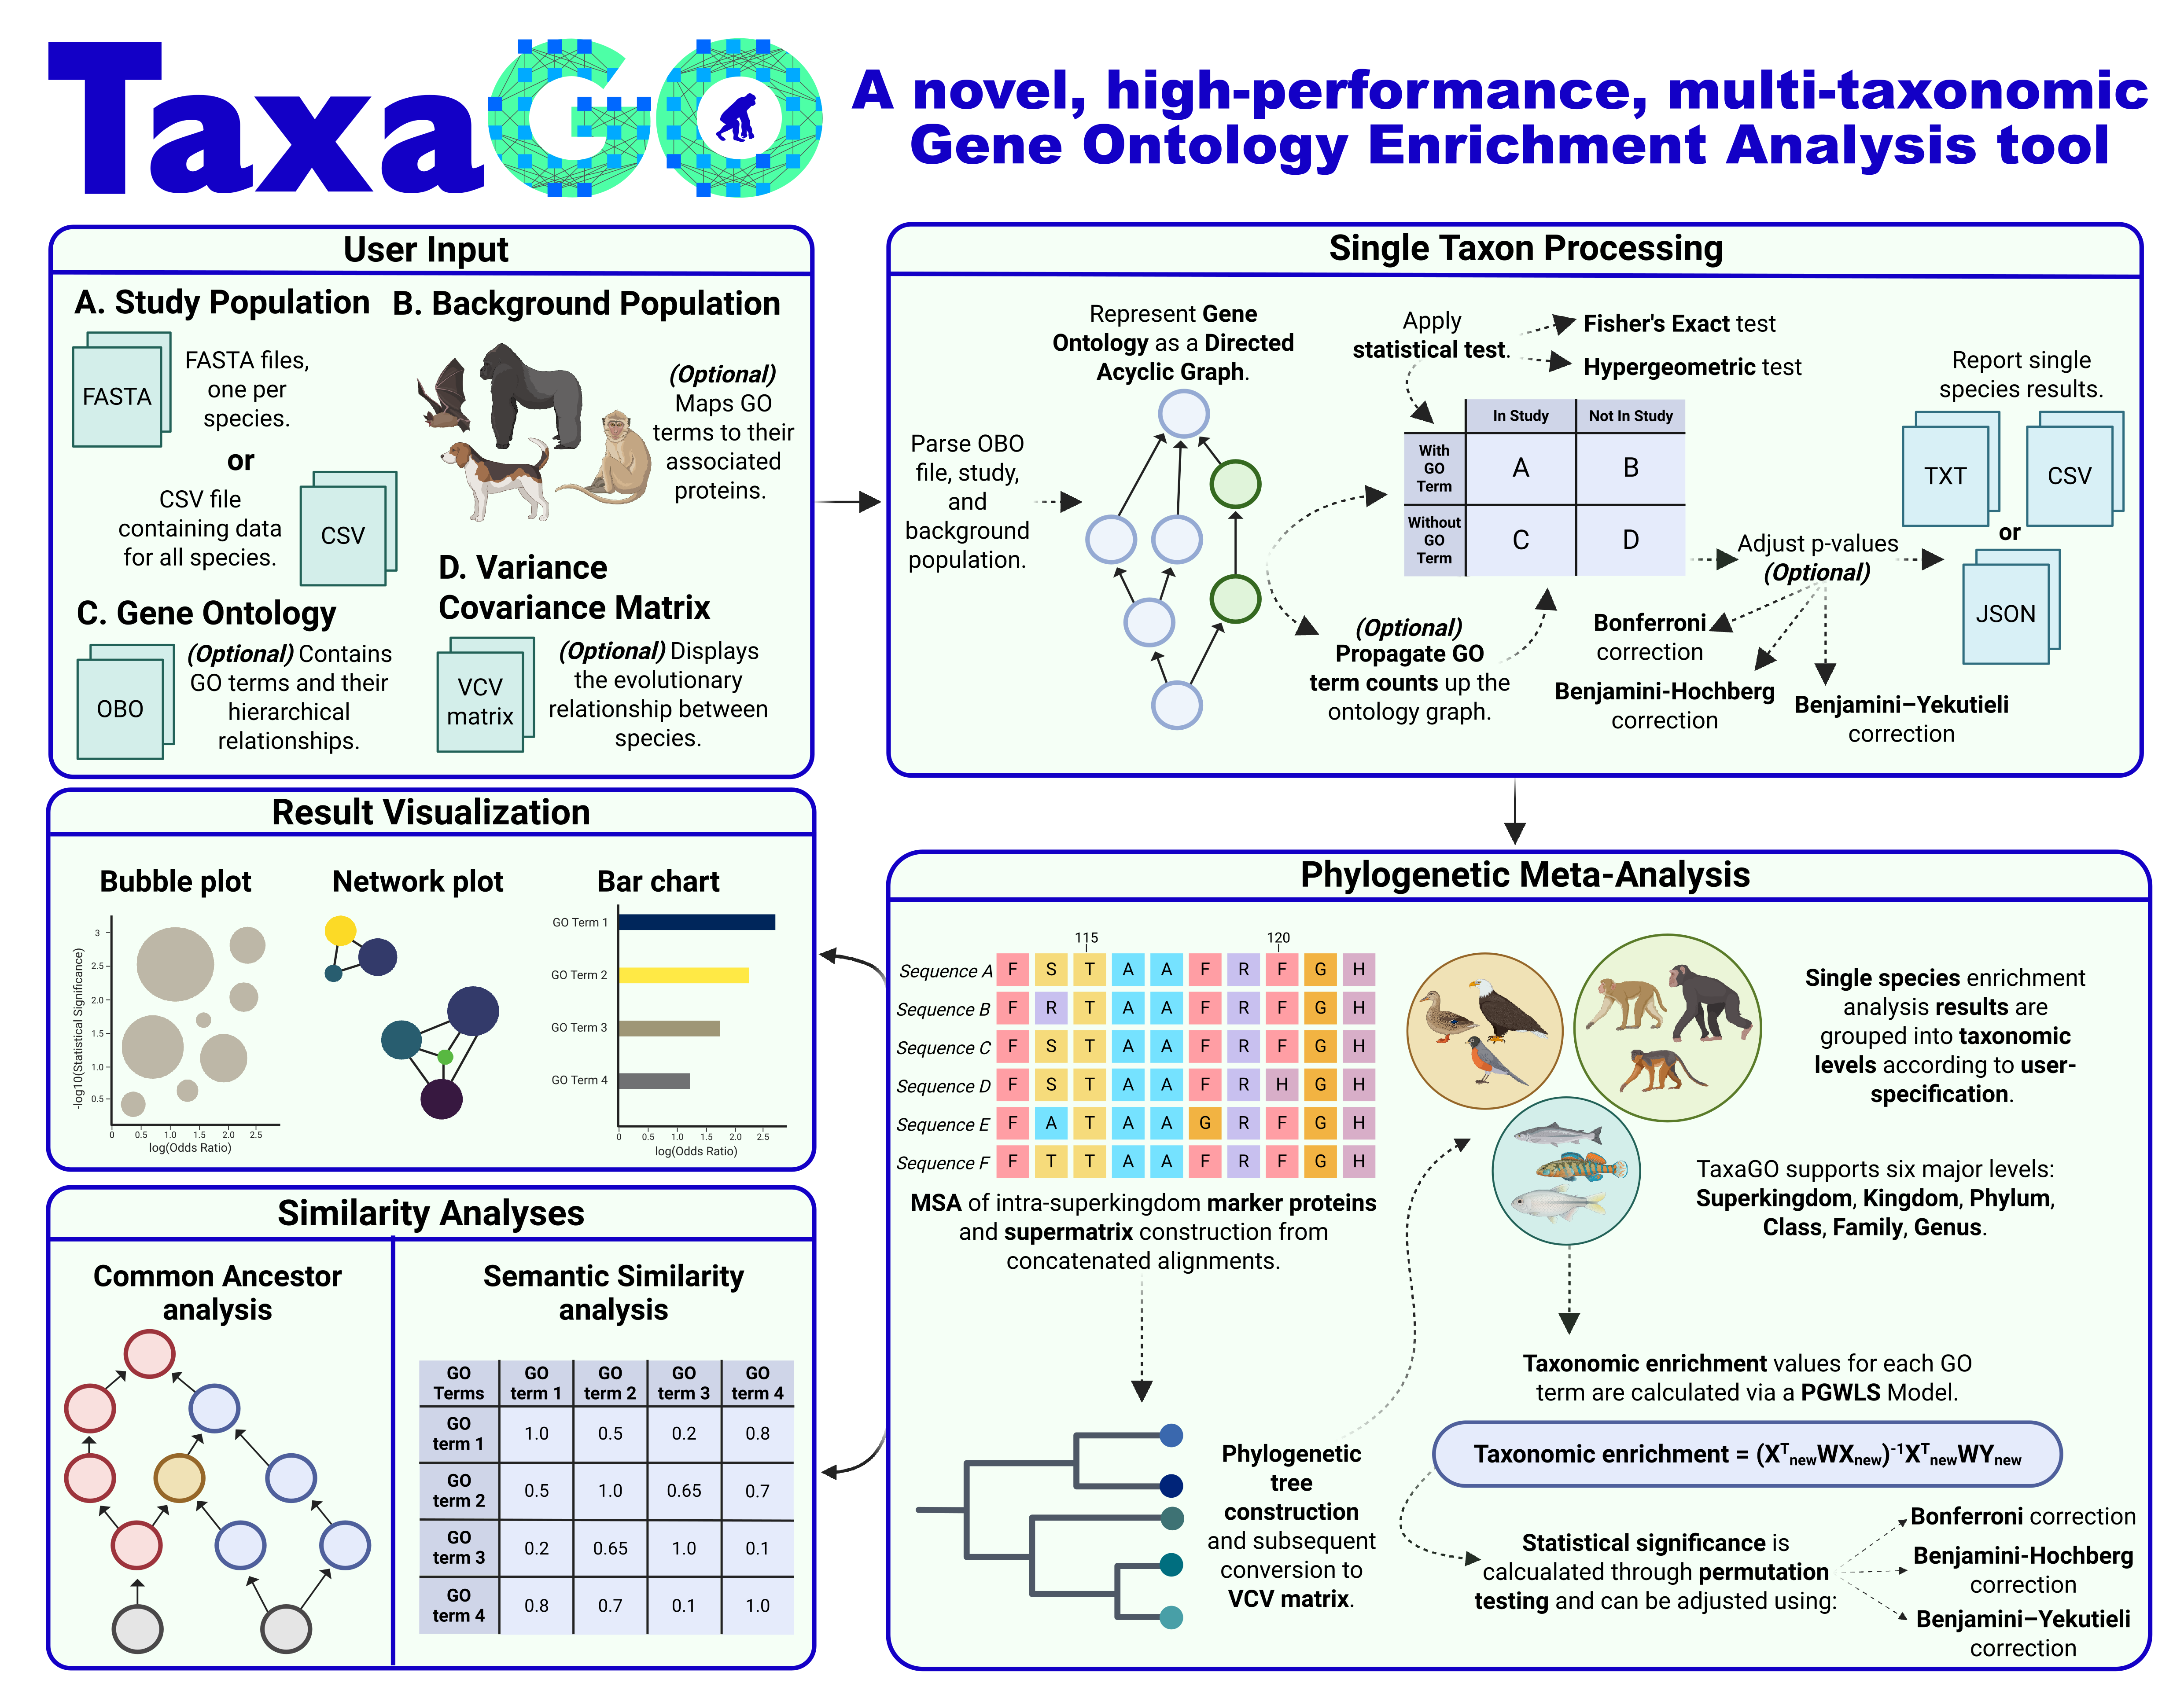 TaxaGO
A novel, high-performance, multi-taxonomic
Gene Ontology Enrichment Analysis tool
User Input
A. Study Population
FASTA
FASTA files,
one per
species.
or
CSV file
containing data
for all species.
CSV
B. Background Population
(Optional)
Maps GO
terms to their
associated
proteins.
C. Gene Ontology
OBO
(Optional) Contains
GO terms and their
hierarchical
relationships.
D. Variance
Covariance Matrix
VCV
matrix
(Optional) Displays
the evolutionary
relationship between
species.
Single Taxon Processing
Parse OBO
file, study,
and
background
population.
Represent Gene
Ontology as a Directed
Acyclic Graph.
Apply
statistical test.
Fisher's Exact test
Hypergeometric test
In Study Not In Study
With
GO
Term
A B
Without
GO
Term
C D
(Optional)
Propagate GO
term counts up the
ontology graph.
Adjust p-values
(Optional)
Bonferroni
correction
Benjamini-Hochberg
correction
Benjamini–Yekutieli
correction
Report single
species results.
TXT
CSV
or
JSON
Result Visualization
Bubble plot
-log10(Statistical Significance)
3
2.5
2.0
1.5
1.0
0.5
0 0.5 1.0 1.5 2.0 2.5
log(Odds Ratio)
Network plot
Bar chart
GO Term 1
GO Term 2
GO Term 3
GO Term 4
0 0.5 1.0 1.5 2.0 2.5
log(Odds Ratio)
Phylogenetic Meta-Analysis
115 120
Sequence A F S T A A F R F G H
Sequence B F R T A A F R F G H
Sequence C F S T A A F R F G H
Sequence D F S T A A F R H G H
Sequence E F A T A A G R F G H
Sequence F F T T A A F R F G H
MSA of intra-superkingdom marker proteins
and supermatrix construction from
concatenated alignments.
Phylogenetic
tree
construction
and subsequent
conversion to
VCV matrix.
Single species enrichment
analysis results are
grouped into taxonomic
levels according to user-
specification.
TaxaGO supports six major levels:
Superkingdom, Kingdom, Phylum,
Class, Family, Genus.
Taxonomic enrichment values for each GO
term are calculated via a PGWLS Model.
Taxonomic enrichment = (XᵀnewWXnew)⁻¹XᵀnewWYnew
Statistical significance is
calcualated through permutation
testing and can be adjusted using:
Bonferroni correction
Benjamini-Hochberg
correction
Benjamini–Yekutieli
correction
Similarity Analyses
Common Ancestor
analysis
Semantic Similarity
analysis
GO
Terms
GO
term 1
GO
term 2
GO
term 3
GO
term 4
GO
term 1
1.0 0.5 0.2 0.8
GO
term 2
0.5 1.0 0.65 0.7
GO
term 3
0.2 0.65 1.0 0.1
GO
term 4
0.8 0.7 0.1 1.0